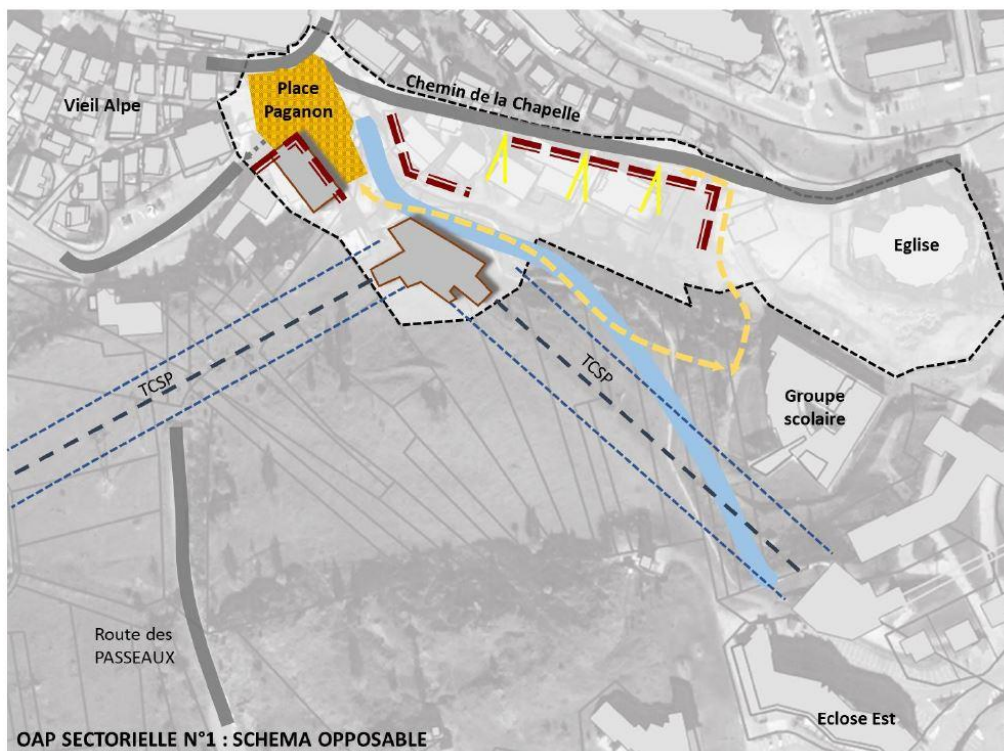 Vieil Alpe
Place
Paganon
Chemin de la Chapelle
Eglise
TCSP
TCSP
Groupe
scolaire
Route des
PASSEAUX
Eclose Est
OAP SECTORIELLE N°1 : SCHEMA OPPOSABLE